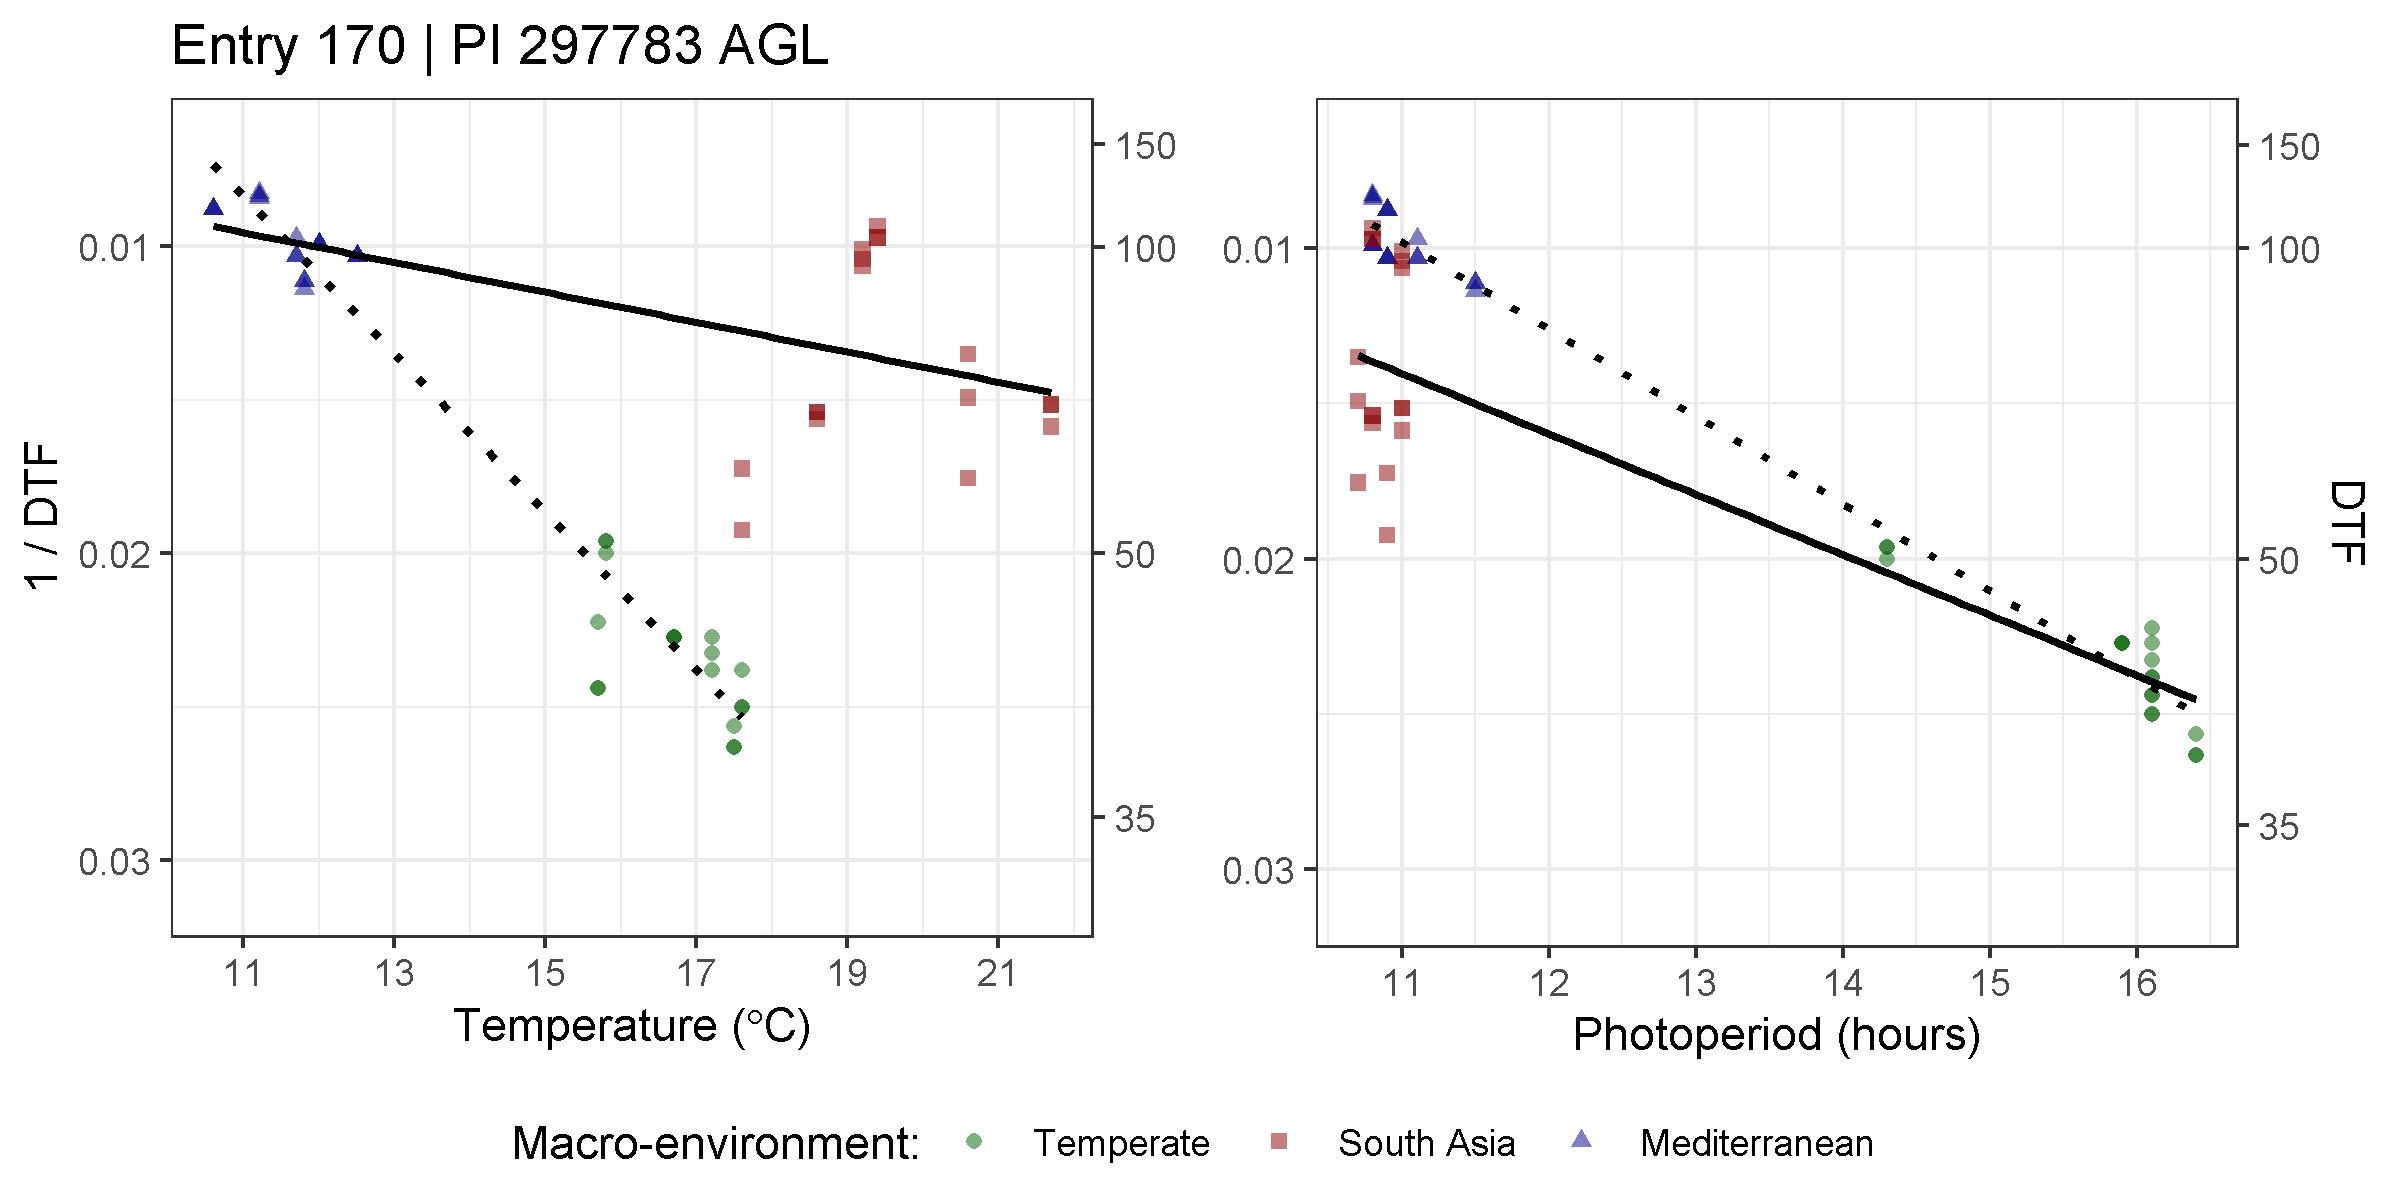 Entry 170 | PI 297783 AGL
1 / DTF
0.01
0.02
0.03
150
100
50
35
11 13 15 17 19 21
Temperature (°C)
0.01
0.02
0.03
150
100
50
35
DTF
11 12 13 14 15 16
Photoperiod (hours)
Macro-environment: Temperate South Asia Mediterranean